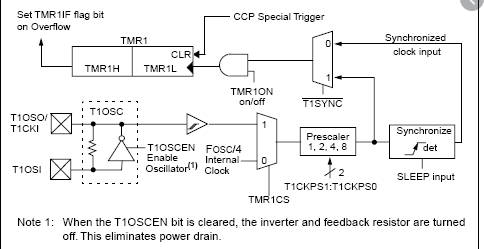 Set TMR1IF flag bit
on Overflow
CCP Special Trigger
TMR1
CLR
TMR1H
TMR1L
0
Synchronized
clock input
1
TMR1ON
on/off
T1SYNC
T1OSC
T1OSO/
T1CKI
T1OSI
T1OSCEN
Enable
Oscillator(1)
FOSC/4
Internal
Clock
1
0
TMR1CS
Prescaler
1, 2, 4, 8
2
T1CKPS1:T1CKPS0
Synchronize
det
SLEEP input
Note 1: When the T1OSCEN bit is cleared, the inverter and feedback resistor are turned
off. This eliminates power drain.